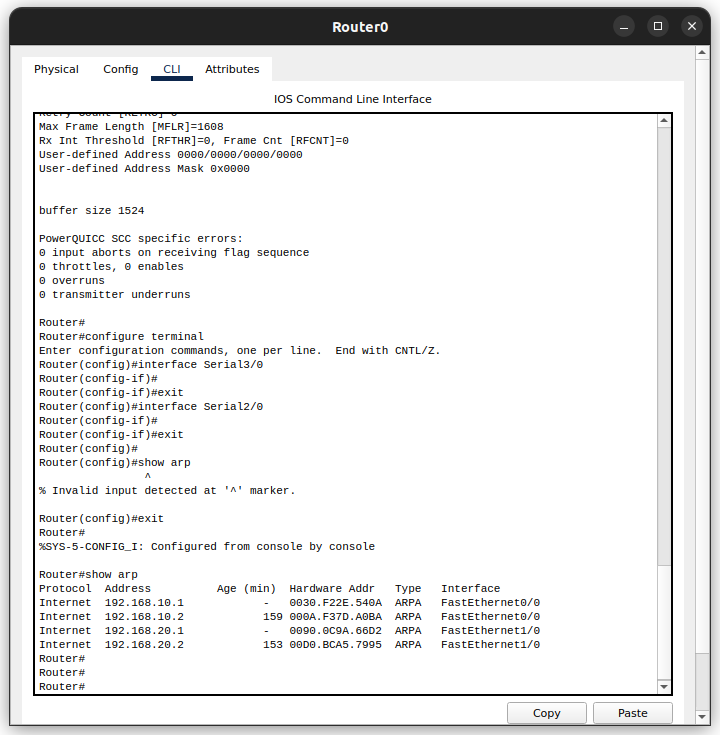 Router0
Physical Config CLI Attributes
IOS Command Line Interface
Max Frame Length [MFLR]=1608
Rx Int Threshold [RFTHR]=0, Frame Cnt [RFCNT]=0
User-defined Address 0000/0000/0000/0000
User-defined Address Mask 0x0000
buffer size 1524
PowerQUICC SCC specific errors:
0 input aborts on receiving flag sequence
0 throttles, 0 enables
0 overruns
0 transmitter underruns
Router#
Router#configure terminal
Enter configuration commands, one per line.  End with CNTL/Z.
Router(config)#interface Serial3/0
Router(config-if)#
Router(config-if)#exit
Router(config)#interface Serial2/0
Router(config-if)#
Router(config-if)#exit
Router(config)#
Router(config)#show arp
^
% Invalid input detected at '^' marker.
Router(config)#exit
Router#
%SYS-5-CONFIG_I: Configured from console by console
Router#show arp
Protocol  Address          Age (min)  Hardware Addr   Type   Interface
Internet  192.168.10.1            -   0030.F22E.540A  ARPA   FastEthernet0/0
Internet  192.168.10.2            159 000A.F37D.A0BA  ARPA   FastEthernet0/0
Internet  192.168.20.1            -   0090.0C9A.66D2  ARPA   FastEthernet1/0
Internet  192.168.20.2            153 00D0.BCA5.7995  ARPA   FastEthernet1/0
Router#
Router#
Router#
Copy Paste